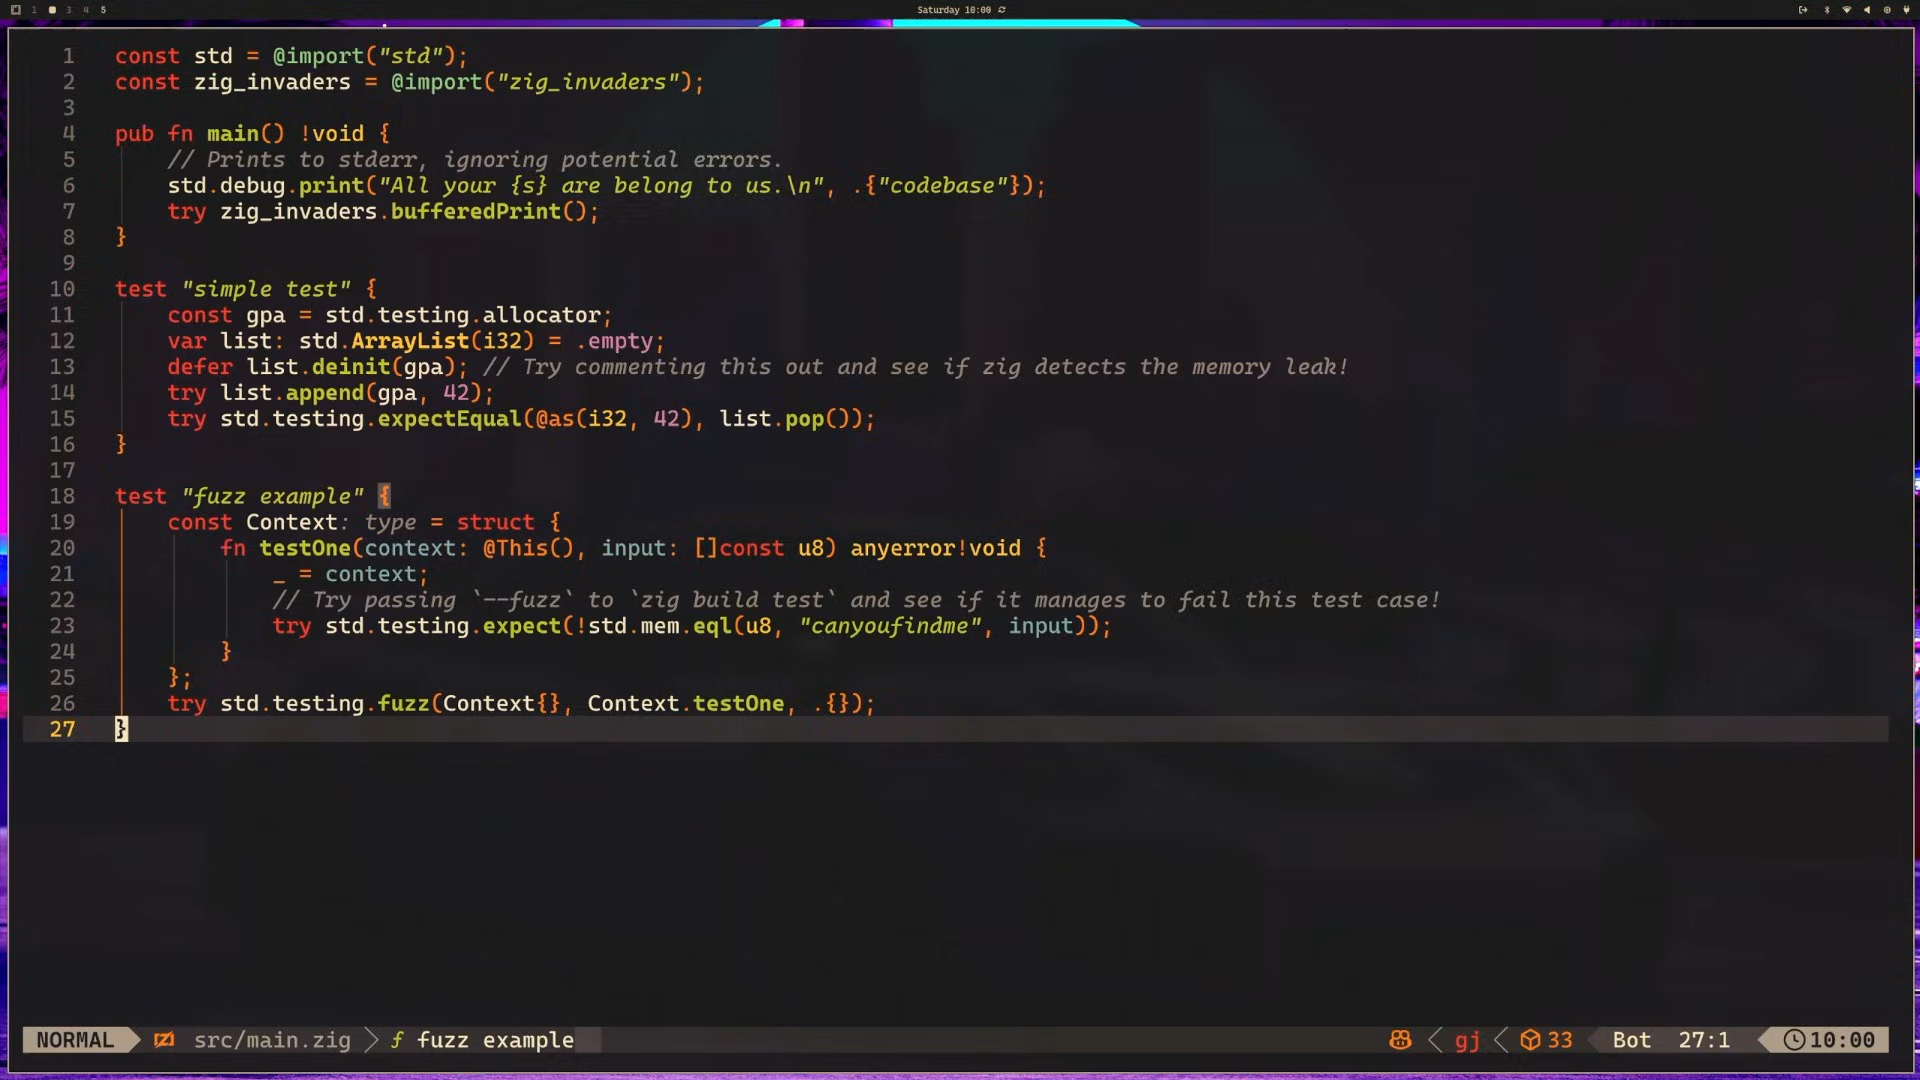 1 3 4 5 Saturday 10:00
1 const std = @import("std");
2 const zig_invaders = @import("zig_invaders");
3
4 pub fn main() !void {
5 // Prints to stderr, ignoring potential errors.
6 std.debug.print("All your {s} are belong to us.\n", .{"codebase"});
7 try zig_invaders.bufferedPrint();
8 }
9
10 test "simple test" {
11 const gpa = std.testing.allocator;
12 var list: std.ArrayList(i32) = .empty;
13 defer list.deinit(gpa); // Try commenting this out and see if zig detects the memory leak!
14 try list.append(gpa, 42);
15 try std.testing.expectEqual(@as(i32, 42), list.pop());
16 }
17
18 test "fuzz example" {
19 const Context: type = struct {
20 fn testOne(context: @This(), input: []const u8) anyerror!void {
21 _ = context;
22 // Try passing `--fuzz` to `zig build test` and see if it manages to fail this test case!
23 try std.testing.expect(!std.mem.eql(u8, "canyoufindme", input));
24 }
25 };
26 try std.testing.fuzz(Context{}, Context.testOne, .{});
27 }
NORMAL src/main.zig f fuzz example gj 33 Bot 27:1 10:00